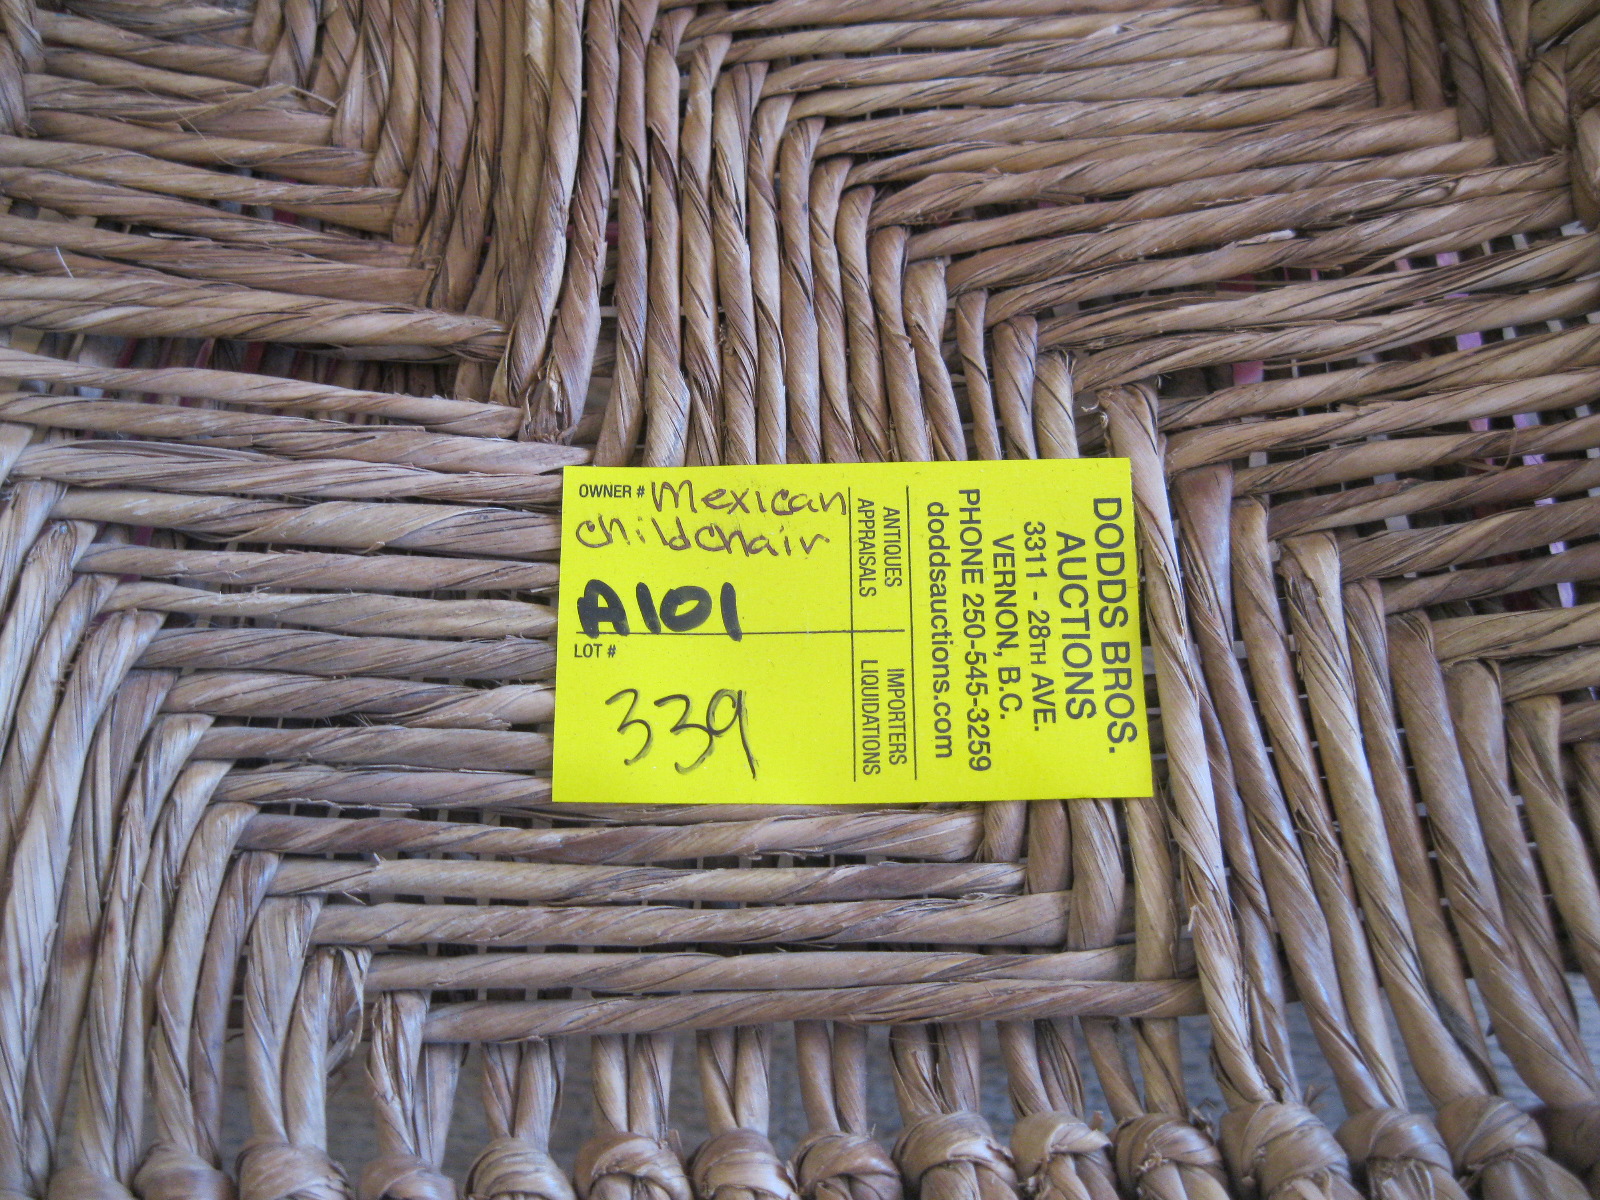 OWNER # Mexican
childchair
A101
LOT #
339
ANTIQUES
APPRAISALS
IMPORTERS
LIQUIDATIONS
DODDS BROS.
AUCTIONS
3311 - 28TH AVE.
VERNON, B.C.
PHONE 250-545-3259
doddsauctions.com